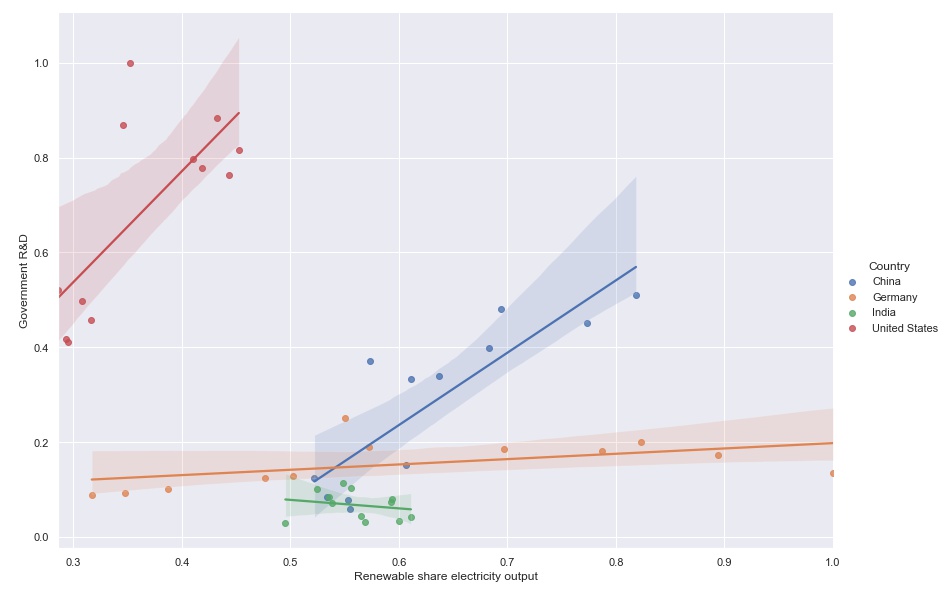 1.0
0.8
0.6
0.4
0.2
0.0
Government R&D
0.3 0.4 0.5 0.6 0.7 0.8 0.9 1.0
Renewable share electricity output
Country
China
Germany
India
United States